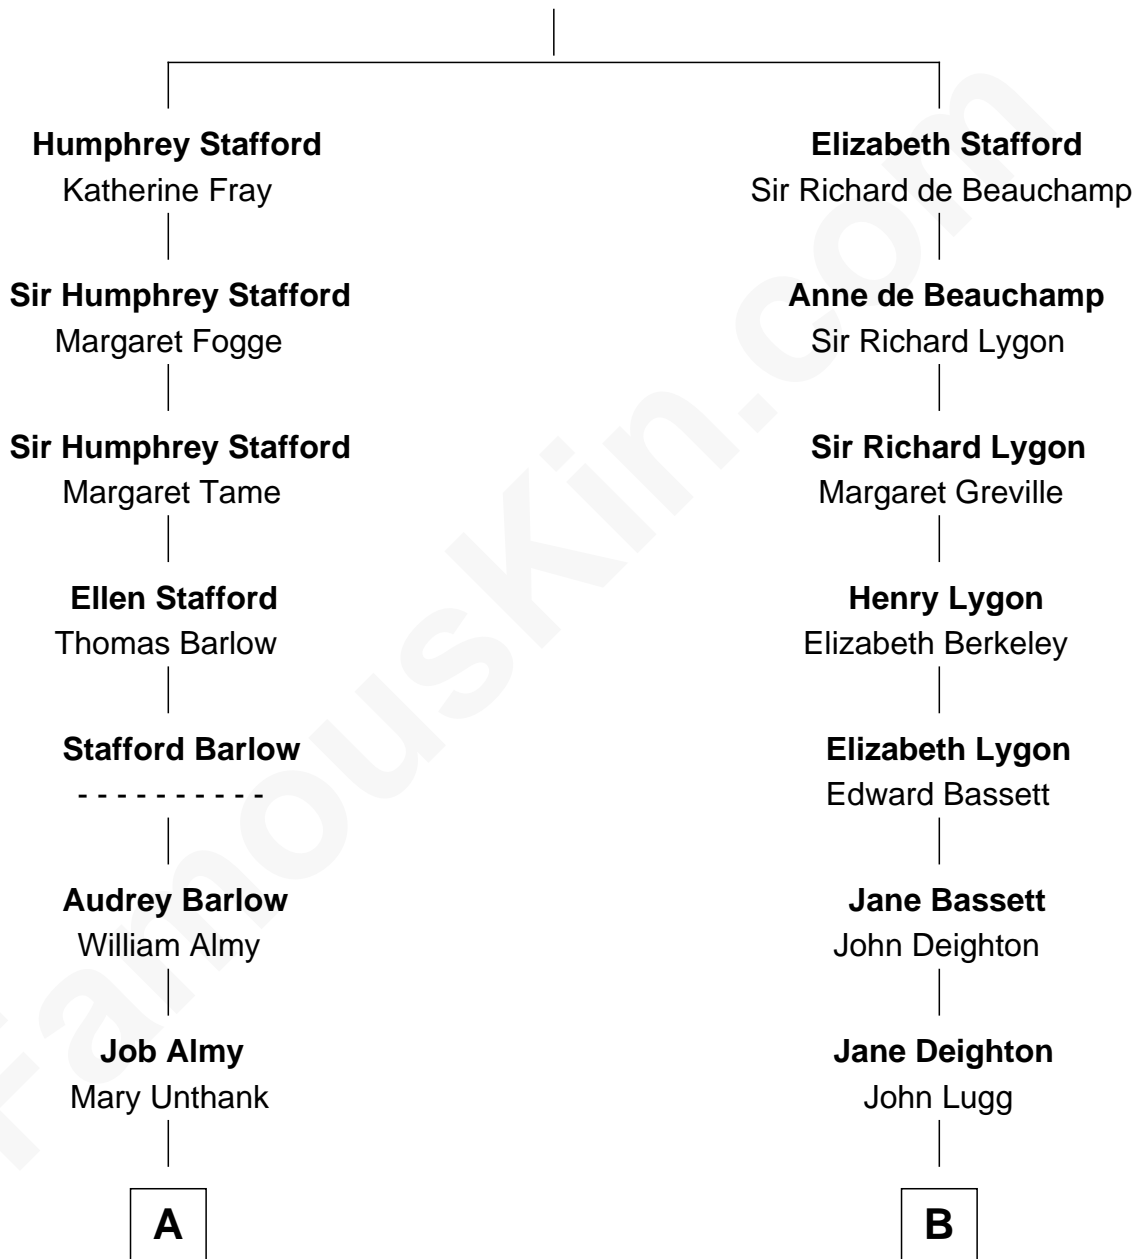 Humphrey Stafford
Katherine Fray
Sir Humphrey Stafford
Margaret Fogge
Sir Humphrey Stafford
Margaret Tame
Ellen Stafford
Thomas Barlow
Stafford Barlow
- - - - - - - - - -
Audrey Barlow
William Almy
Job Almy
Mary Unthank
A
Elizabeth Stafford
Sir Richard de Beauchamp
Anne de Beauchamp
Sir Richard Lygon
Sir Richard Lygon
Margaret Greville
Henry Lygon
Elizabeth Berkeley
Elizabeth Lygon
Edward Bassett
Jane Bassett
John Deighton
Jane Deighton
John Lugg
B
FamousKin.com